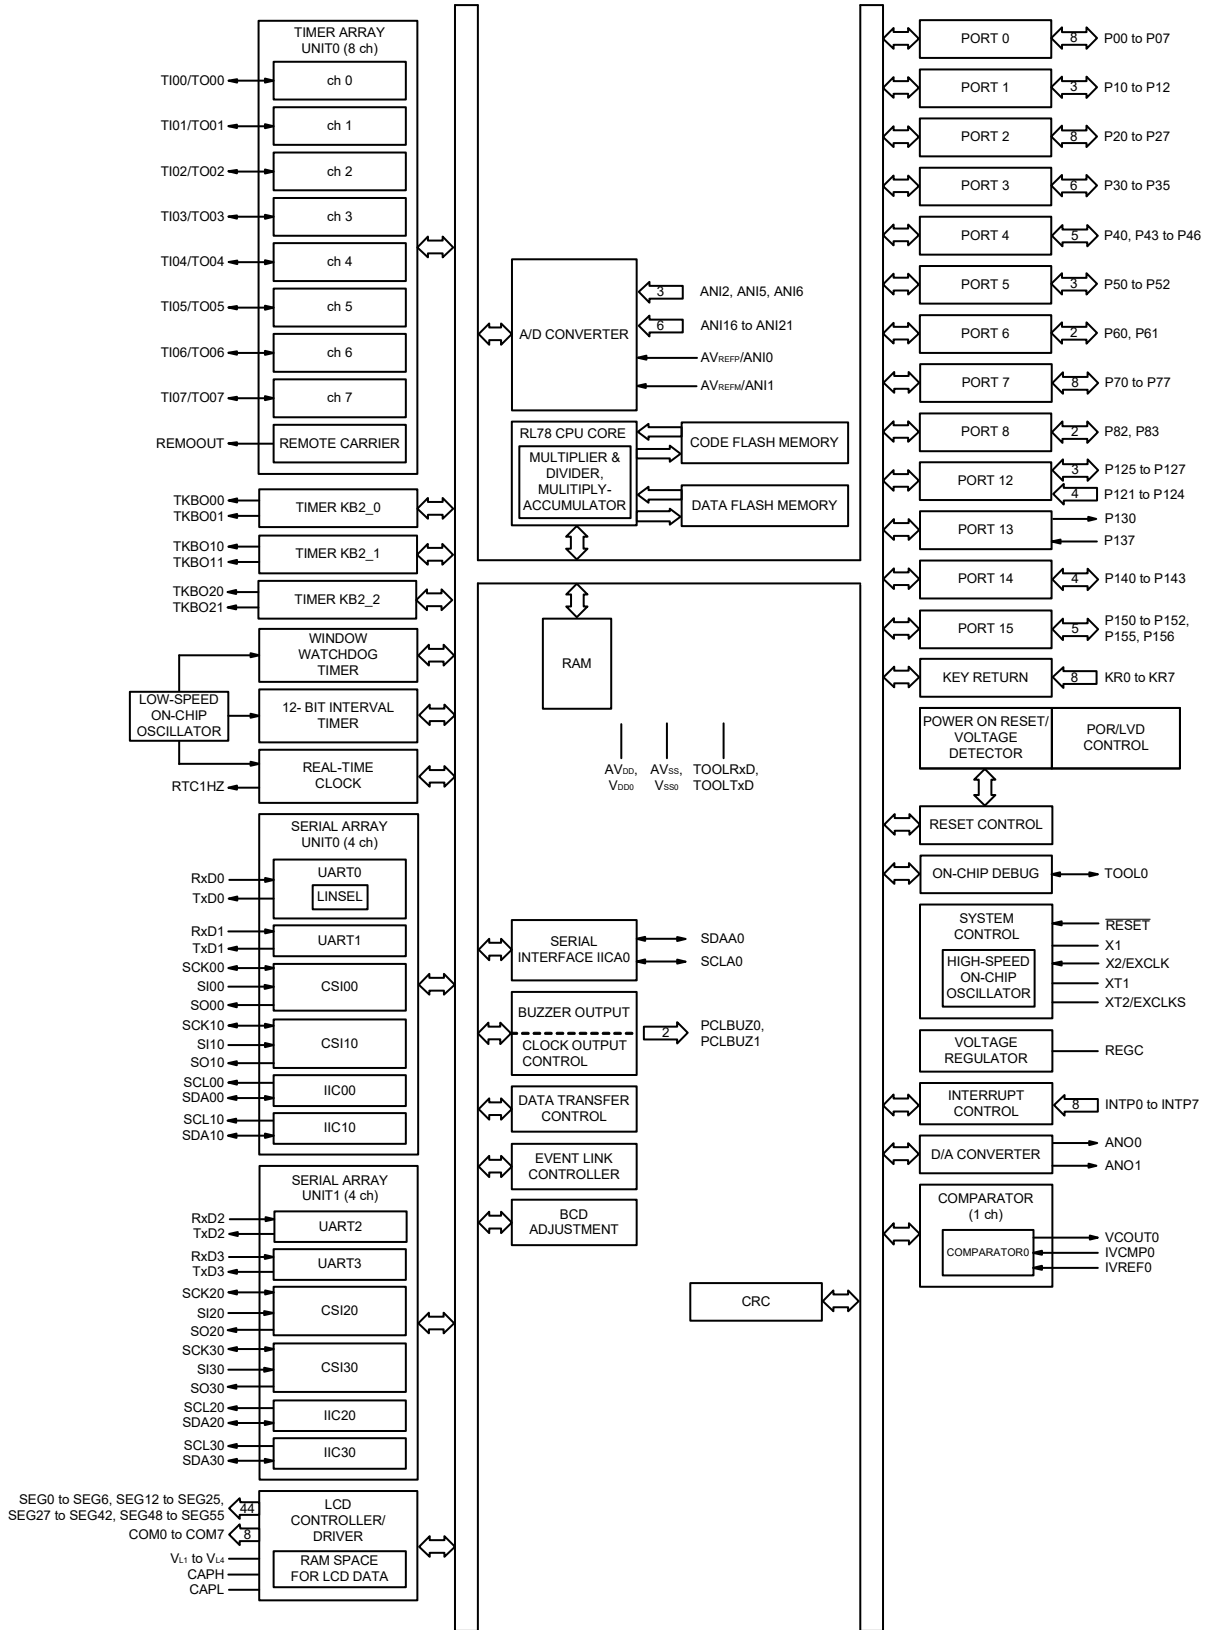 TIMER ARRAY
UNIT0 (8 ch)
TI00/TO00
ch 0
TI01/TO01
ch 1
TI02/TO02
ch 2
TI03/TO03
ch 3
TI04/TO04
ch 4
TI05/TO05
ch 5
TI06/TO06
ch 6
TI07/TO07
ch 7
REMOOUT
REMOTE CARRIER
TKBO00
TKBO01
TIMER KB2_0
TKBO10
TKBO11
TIMER KB2_1
TKBO20
TKBO21
TIMER KB2_2
WINDOW
WATCHDOG
TIMER
LOW-SPEED
ON-CHIP
OSCILLATOR
12- BIT INTERVAL
TIMER
REAL-TIME
CLOCK
RTC1HZ
SERIAL ARRAY
UNIT0 (4 ch)
RxD0
TxD0
UART0
LINSEL
RxD1
TxD1
UART1
SCK00
SI00
SO00
CSI00
SCK10
SI10
SO10
CSI10
SCL00
SDA00
IIC00
SCL10
SDA10
IIC10
SERIAL ARRAY
UNIT1 (4 ch)
RxD2
TxD2
UART2
RxD3
TxD3
UART3
SCK20
SI20
SO20
CSI20
SCK30
SI30
SO30
CSI30
SCL20
SDA20
IIC20
SCL30
SDA30
IIC30
SEG0 to SEG6, SEG12 to SEG25,
SEG27 to SEG42, SEG48 to SEG55
44
COM0 to COM7
8
VL1 to VL4
CAPH
CAPL
LCD
CONTROLLER/
DRIVER
RAM SPACE
FOR LCD DATA
A/D CONVERTER
3
ANI2, ANI5, ANI6
6
ANI16 to ANI21
AVREFP/ANI0
AVREFM/ANI1
RL78 CPU CORE
MULTIPLIER &
DIVIDER,
MULITIPLY-
ACCUMULATOR
CODE FLASH MEMORY
DATA FLASH MEMORY
RAM
AVDD,
VDD0
AVSS,
VSS0
TOOLRxD,
TOOLTxD
SERIAL
INTERFACE IICA0
SDAA0
SCLA0
BUZZER OUTPUT
CLOCK OUTPUT
CONTROL
2
PCLBUZ0,
PCLBUZ1
DATA TRANSFER
CONTROL
EVENT LINK
CONTROLLER
BCD
ADJUSTMENT
CRC
PORT 0
8
P00 to P07
PORT 1
3
P10 to P12
PORT 2
8
P20 to P27
PORT 3
6
P30 to P35
PORT 4
5
P40, P43 to P46
PORT 5
3
P50 to P52
PORT 6
2
P60, P61
PORT 7
8
P70 to P77
PORT 8
2
P82, P83
PORT 12
3
P125 to P127
4
P121 to P124
PORT 13
P130
P137
PORT 14
4
P140 to P143
PORT 15
5
P150 to P152,
P155, P156
KEY RETURN
8
KR0 to KR7
POWER ON RESET/
VOLTAGE
DETECTOR
POR/LVD
CONTROL
RESET CONTROL
ON-CHIP DEBUG
TOOL0
SYSTEM
CONTROL
HIGH-SPEED
ON-CHIP
OSCILLATOR
RESET
X1
X2/EXCLK
XT1
XT2/EXCLKS
VOLTAGE
REGULATOR
REGC
INTERRUPT
CONTROL
8
INTP0 to INTP7
D/A CONVERTER
ANO0
ANO1
COMPARATOR
(1 ch)
COMPARATOR0
VCOUT0
IVCMP0
IVREF0